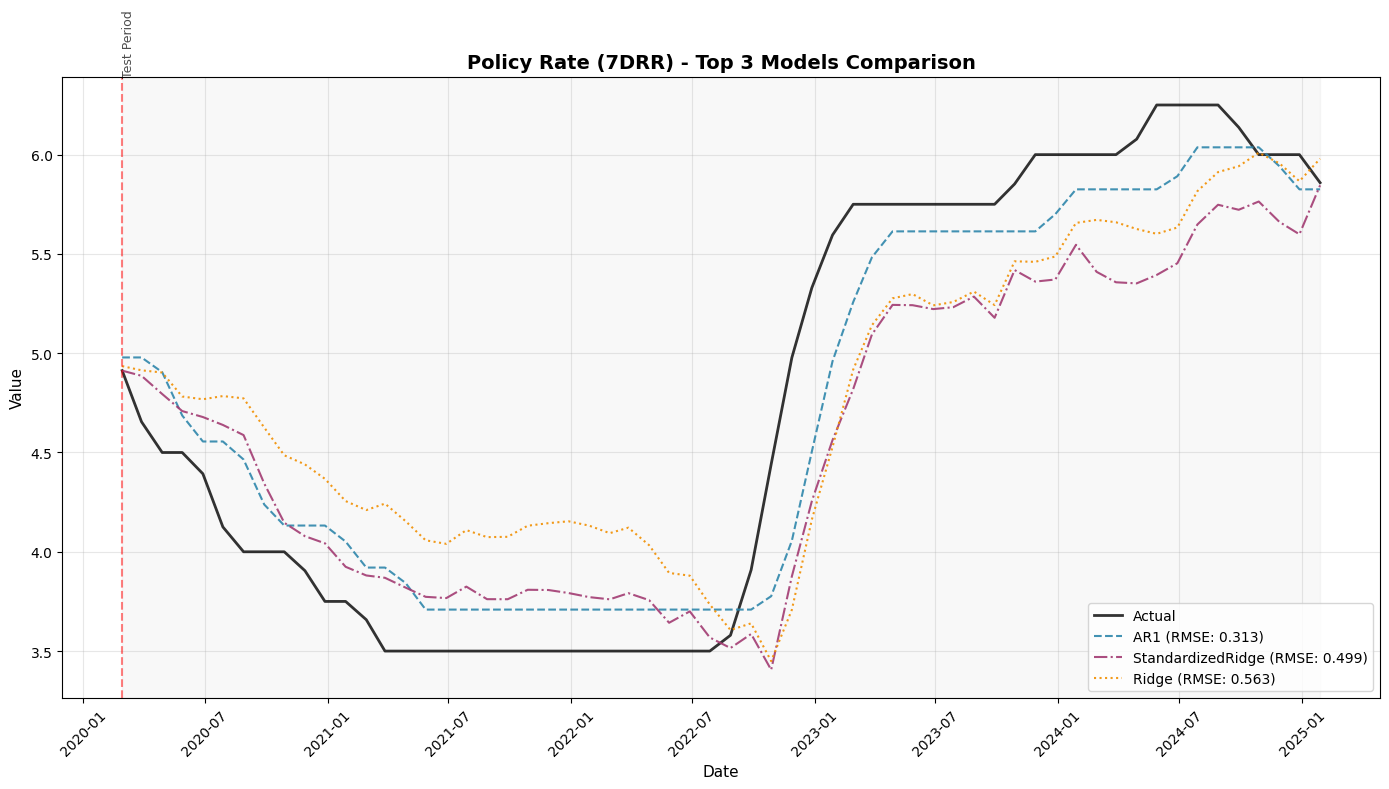 Test Period
Policy Rate (7DRR) - Top 3 Models Comparison
Value
6.0
5.5
5.0
4.5
4.0
3.5
Actual
AR1 (RMSE: 0.313)
StandardizedRidge (RMSE: 0.499)
Ridge (RMSE: 0.563)
2020-01
2020-07
2021-01
2021-07
2022-01
2022-07
2023-01
2023-07
2024-01
2024-07
2025-01
Date